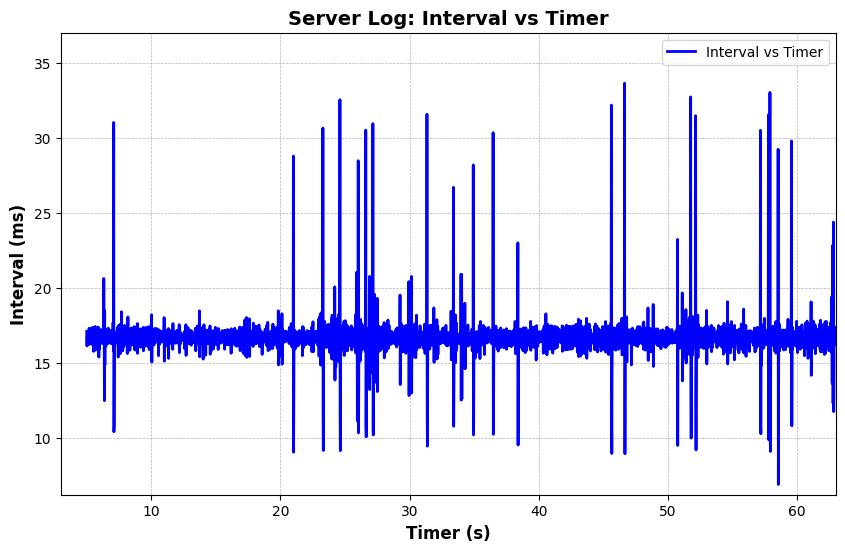 Server Log: Interval vs Timer
Interval vs Timer
Interval (ms)
35
30
25
20
15
10
10 20 30 40 50 60
Timer (s)